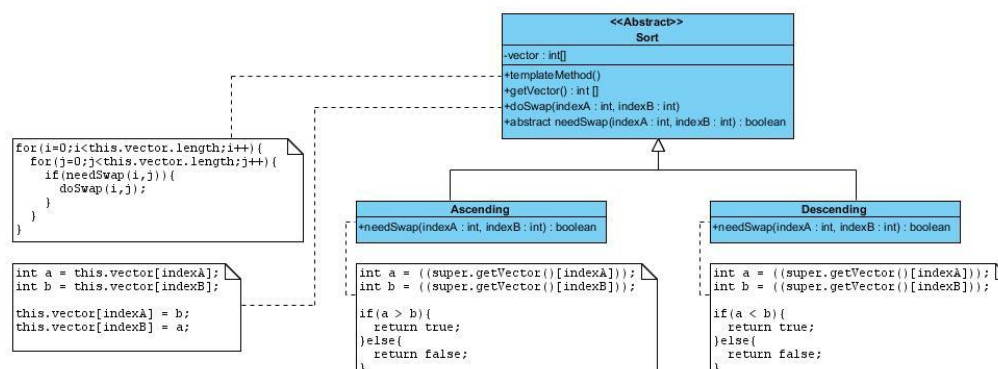 <<Abstract>>
Sort
-vector : int[]
+templateMethod()
+getVector() : int []
+doSwap(indexA : int, indexB : int)
+abstract needSwap(indexA : int, indexB : int) : boolean
for(i=0;i<this.vector.length;i++){
for(j=0;j<this.vector.length;j++){
if(needSwap(i,j)){
doSwap(i,j);
}
}
}
int a = this.vector[indexA];
int b = this.vector[indexB];
this.vector[indexA] = b;
this.vector[indexB] = a;
Ascending
+needSwap(indexA : int, indexB : int) : boolean
int a = ((super.getVector()[indexA]));
int b = ((super.getVector()[indexB]));
if(a > b){
return true;
}else{
return false;
}
Descending
+needSwap(indexA : int, indexB : int) : boolean
int a = ((super.getVector()[indexA]));
int b = ((super.getVector()[indexB]));
if(a < b){
return true;
}else{
return false;
}